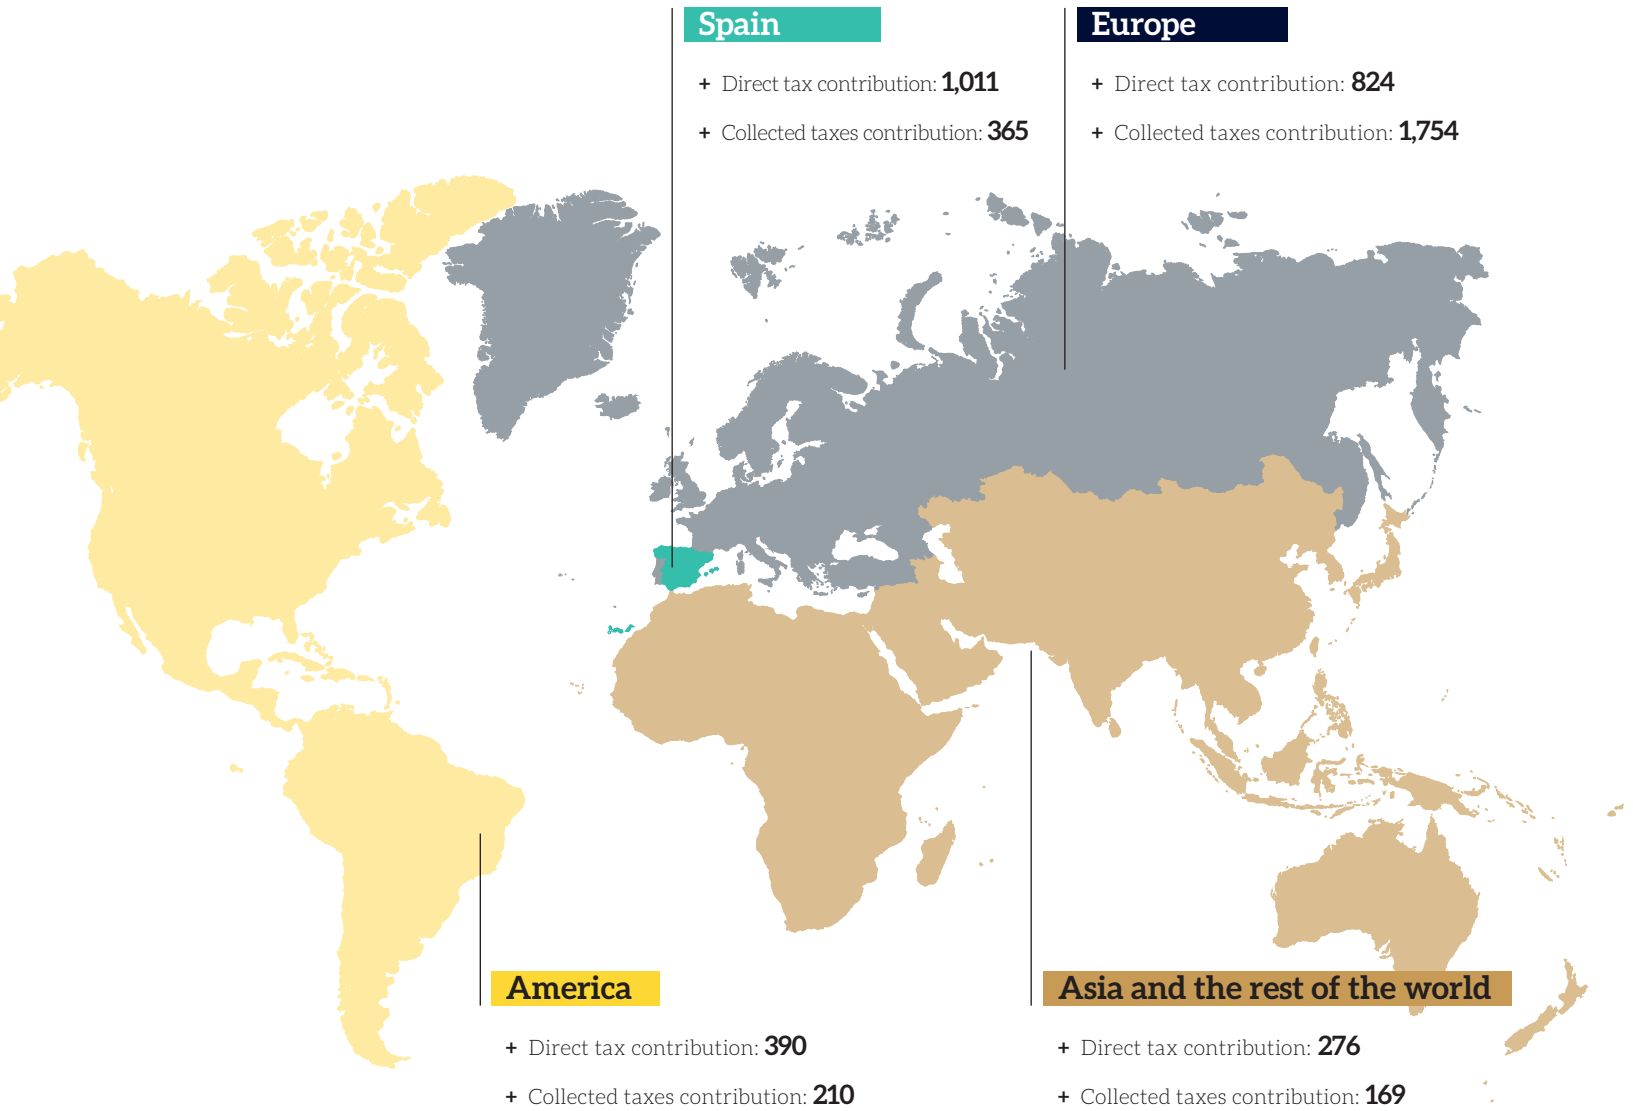 Spain
+ Direct tax contribution: 1,011
+ Collected taxes contribution: 365
Europe
+ Direct tax contribution: 824
+ Collected taxes contribution: 1,754
America
+ Direct tax contribution: 390
+ Collected taxes contribution: 210
Asia and the rest of the world
+ Direct tax contribution: 276
+ Collected taxes contribution: 169